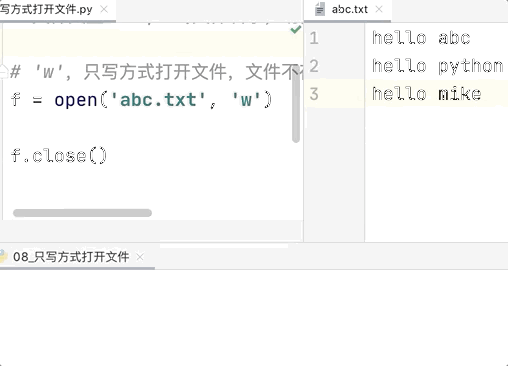 写方式打开文件.py
# 'w', 只写方式打开文件, 文件不
f = open('abc.txt', 'w')
f.close()
abc.txt
1 hello abc
2 hello python
3 hello mike
08_只写方式打开文件